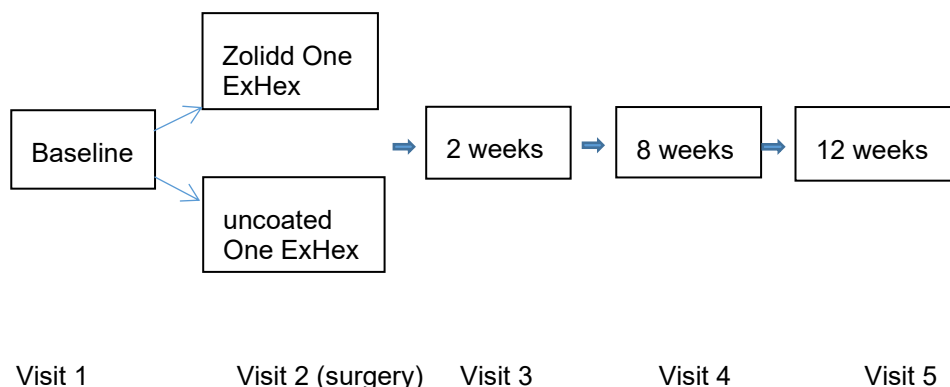 Zolidd One
ExHex
Baseline
2 weeks
8 weeks
12 weeks
uncoated
One ExHex
Visit 1
Visit 2 (surgery)
Visit 3
Visit 4
Visit 5